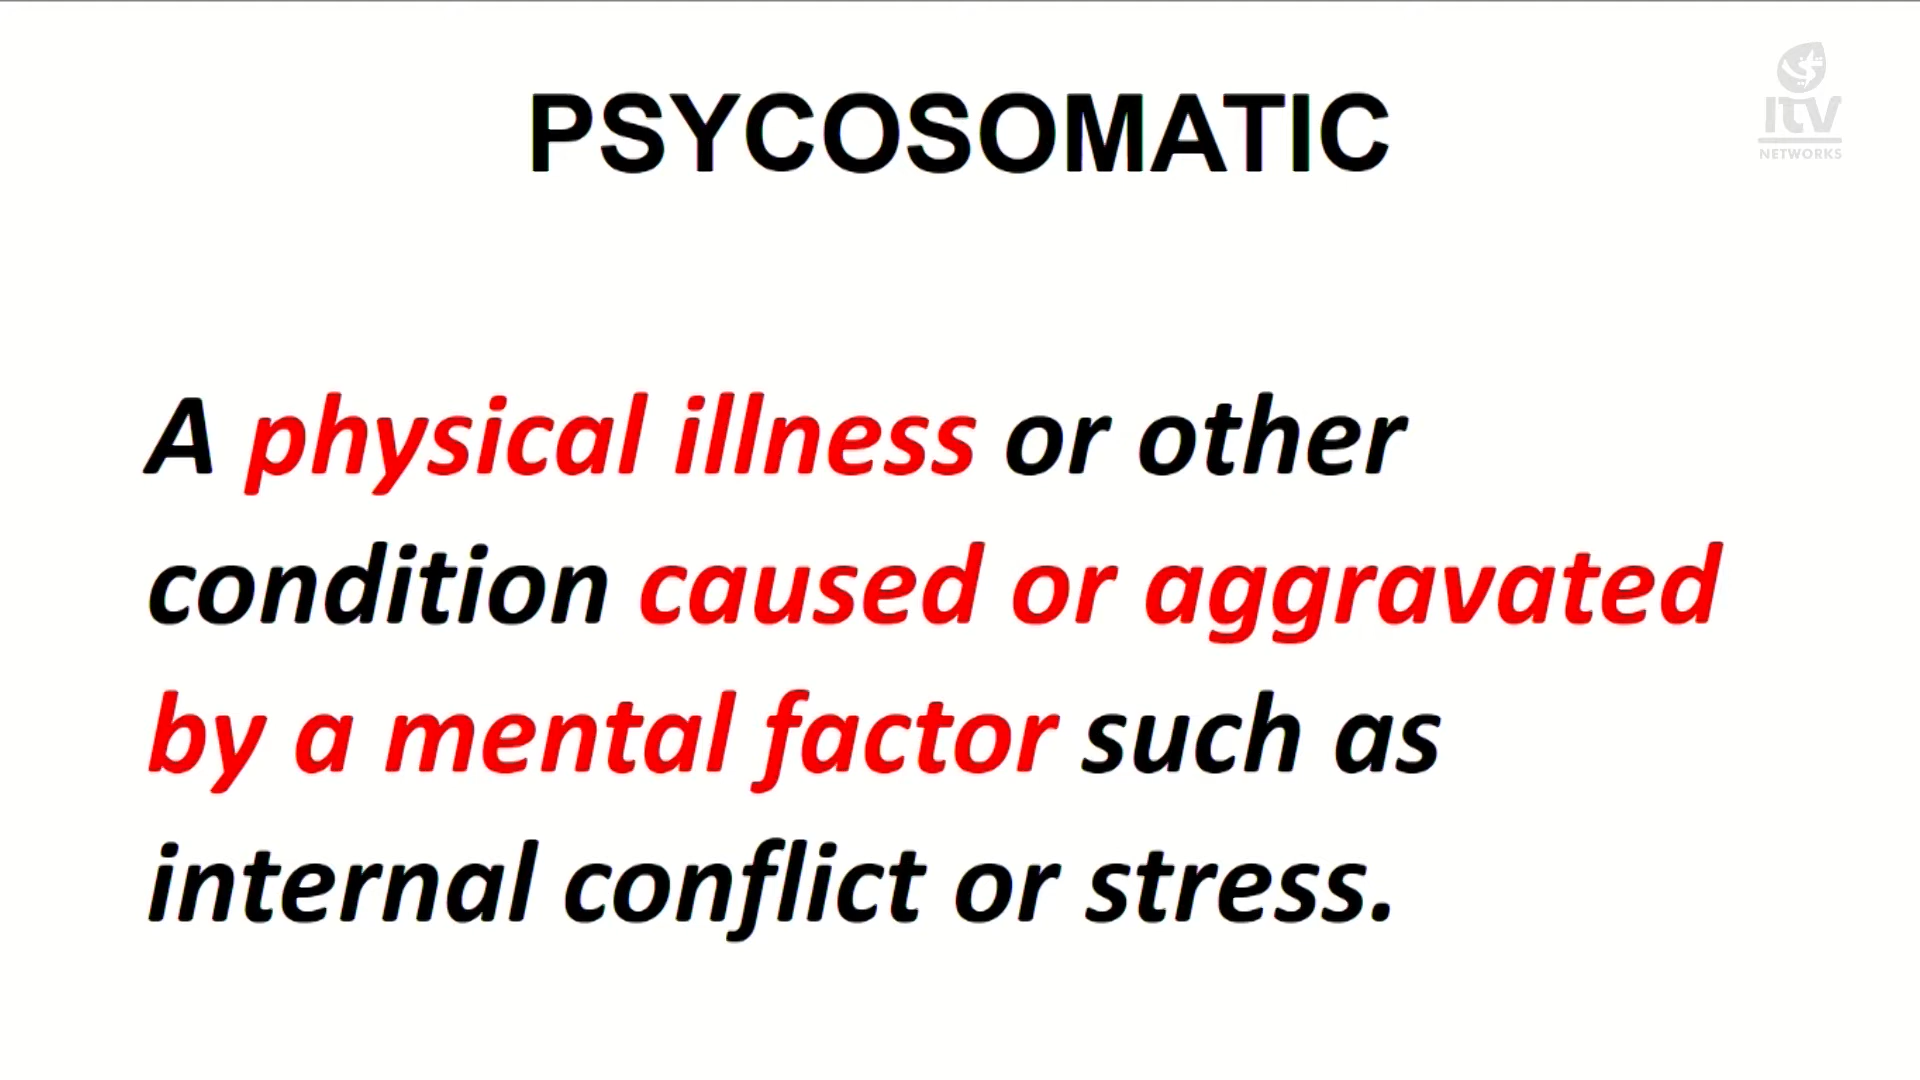 PSYCOSOMATIC
ITV
NETWORKS
A physical illness or other
condition caused or aggravated
by a mental factor such as
internal conflict or stress.